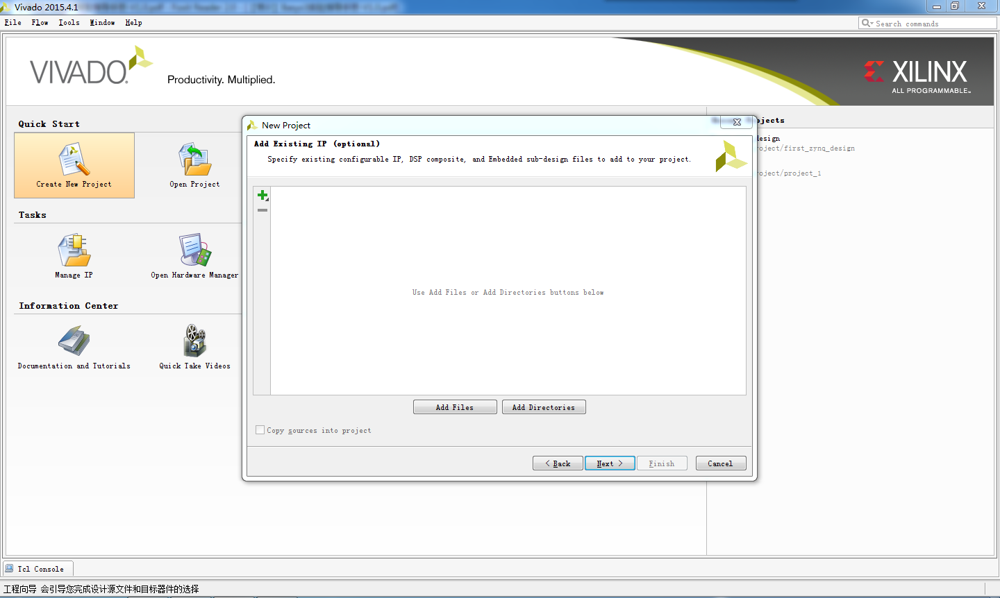 Vivado 2015.4.1
File Flow Tools Window Help
Search commands
VIVADO.
Productivity. Multiplied.
XILINX
ALL PROGRAMMABLE™
Quick Start
Create New Project
Open Project
Tasks
Manage IP
Open Hardware Manager
Information Center
Documentation and Tutorials
Quick Take Videos
New Project
Add Existing IP (optional)
Specify existing configurable IP, DSP composite, and Embedded sub-design files to add to your project.
Use Add Files or Add Directories buttons below
Add Files
Add Directories
Copy sources into project
< Back
Next >
Finish
Cancel
ojects
esign
oject/first_zynq_design
oject/project_1
Tcl Console
工程向导 会引导您完成设计源文件和目标器件的选择